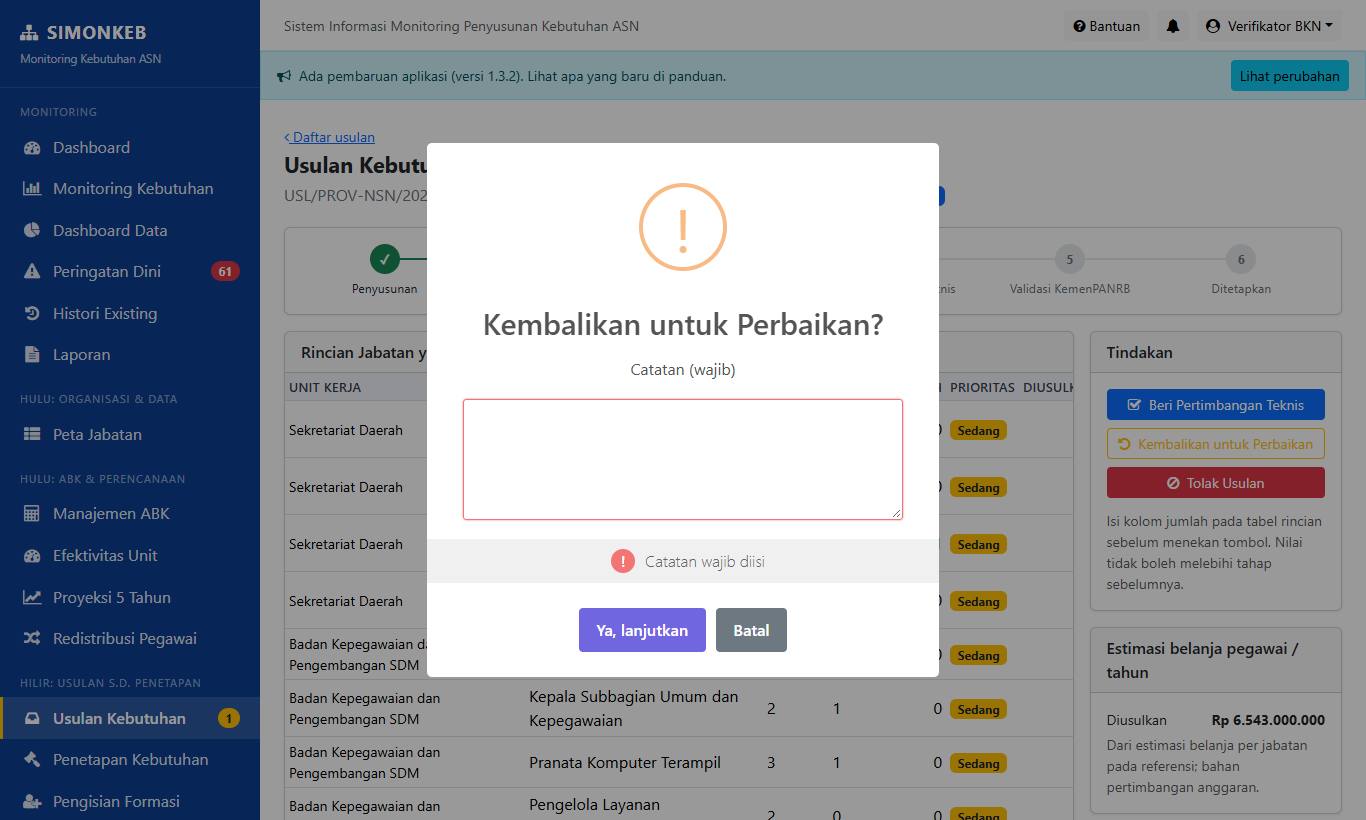 SIMONKEB
Monitoring Kebutuhan ASN
MONITORING
Dashboard
Monitoring Kebutuhan
Dashboard Data
Peringatan Dini 61
Histori Existing
Laporan
HULU: ORGANISASI & DATA
Peta Jabatan
HULU: ABK & PERENCANAAN
Manajemen ABK
Efektivitas Unit
Proyeksi 5 Tahun
Redistribusi Pegawai
HILIR: USULAN S.D. PENETAPAN
Usulan Kebutuhan 1
Penetapan Kebutuhan
Pengisian Formasi
Sistem Informasi Monitoring Penyusunan Kebutuhan ASN
Bantuan
Verifikator BKN
Ada pembaruan aplikasi (versi 1.3.2). Lihat apa yang baru di panduan.
Lihat perubahan
Daftar usulan
Usulan Kebutu
USL/PROV-NSN/202
Penyusunan
nis
5
Validasi KemenPANRB
6
Ditetapkan
Rincian Jabatan y
UNIT KERJA PRIORITAS DIUSULK
Sekretariat Daerah Sedang
Sekretariat Daerah Sedang
Sekretariat Daerah Sedang
Sekretariat Daerah Sedang
Badan Kepegawaian da
Pengembangan SDM Sedang
Badan Kepegawaian dan
Pengembangan SDM
Kepala Subbagian Umum dan
Kepegawaian
2 1 0 Sedang
Badan Kepegawaian dan
Pengembangan SDM
Pranata Komputer Terampil 3 1 0 Sedang
Badan Kepegawaian dan
Pengelola Layanan
2 0 0 Sedang
!
Kembalikan untuk Perbaikan?
Catatan (wajib)
! Catatan wajib diisi
Ya, lanjutkan
Batal
Tindakan
Beri Pertimbangan Teknis
Kembalikan untuk Perbaikan
Tolak Usulan
Isi kolom jumlah pada tabel rincian
sebelum menekan tombol. Nilai
tidak boleh melebihi tahap
sebelumnya.
Estimasi belanja pegawai /
tahun
Diusulkan Rp 6.543.000.000
Dari estimasi belanja per jabatan
pada referensi; bahan
pertimbangan anggaran.